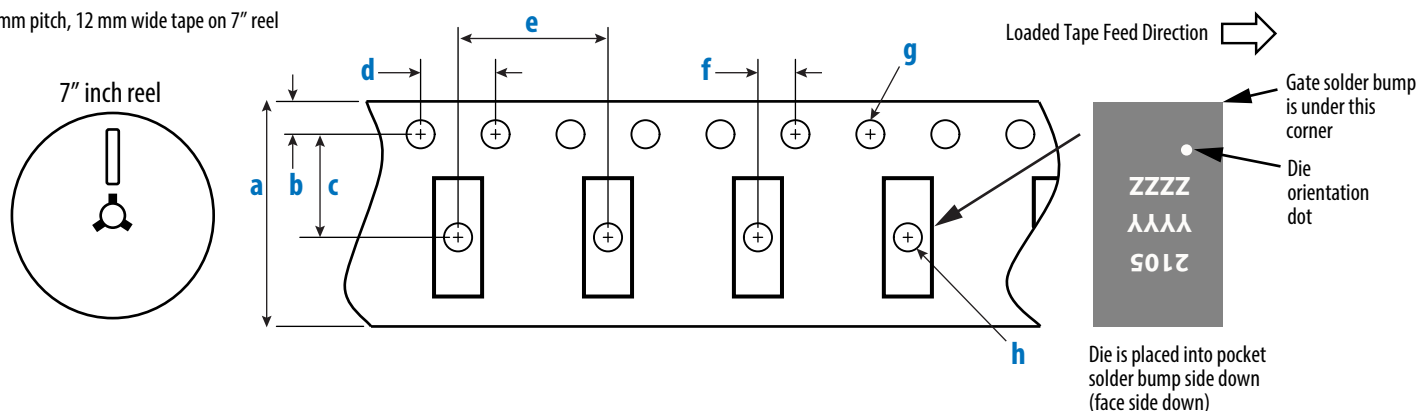 mm pitch, 12 mm wide tape on 7” reel
Loaded Tape Feed Direction
7” inch reel
a
b
c
d
e
f
g
h
Gate solder bump
is under this
corner
Die
orientation
dot
2105
YYYY
ZZZZ
Die is placed into pocket
solder bump side down
(face side down)